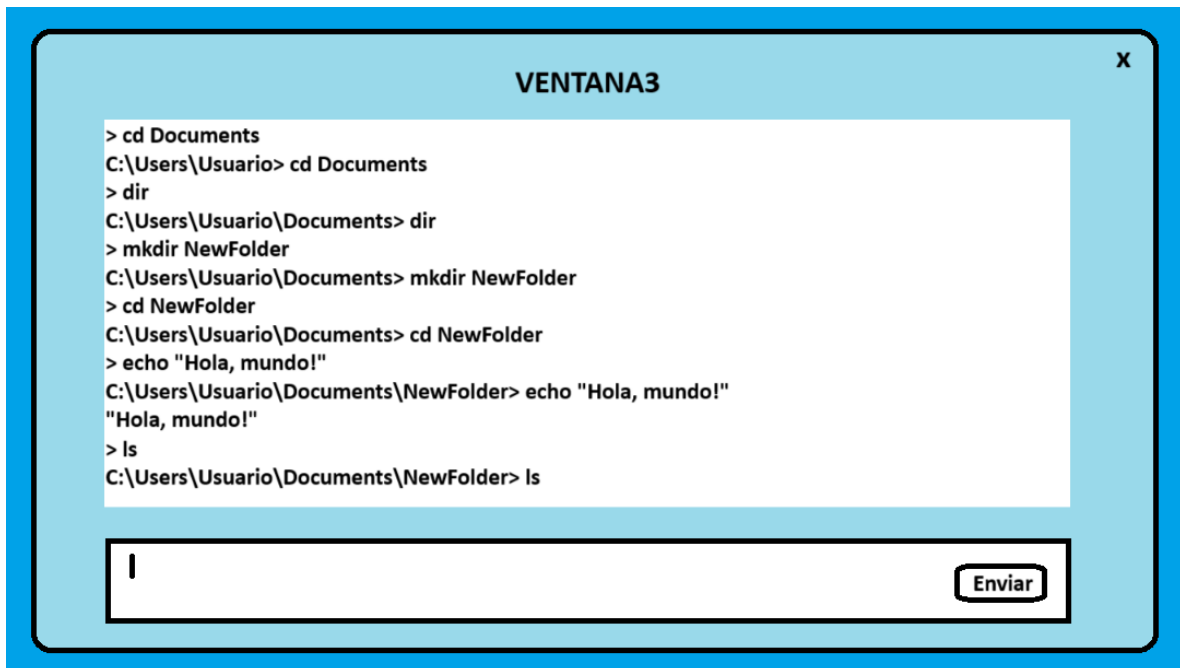 x
VENTANA3
> cd Documents
C:\Users\Usuario> cd Documents
> dir
C:\Users\Usuario\Documents> dir
> mkdir NewFolder
C:\Users\Usuario\Documents> mkdir NewFolder
> cd NewFolder
C:\Users\Usuario\Documents> cd NewFolder
> echo "Hola, mundo!"
C:\Users\Usuario\Documents\NewFolder> echo "Hola, mundo!"
"Hola, mundo!"
> ls
C:\Users\Usuario\Documents\NewFolder> ls
Enviar